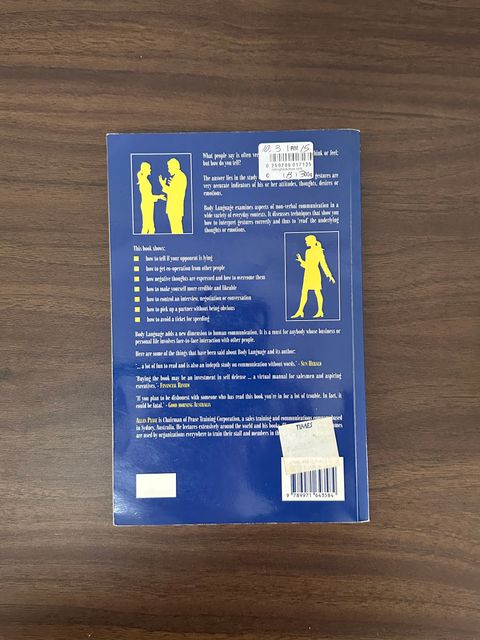 What people say is often ver think or feel;
but how do you tell?
The answer lies in the study gestures are
very accurate indicators of his or her attitudes, thoughts, desires or
emotions.
Body Language examines aspects of non-verbal communication in a
wide variety of everyday contexts. It discusses techniques that show you
how to interpret gestures correctly and thus to 'read' the underlying
thoughts or emotions.
This book shows:
how to tell if your opponent is lying
how to get co-operation from other people
how negative thoughts are expressed and how to overcome them
how to make yourself more credible and likeable
how to control an interview, negotiation or conversation
how to pick up a partner without being obvious
how to avoid a ticket for speeding
Body Language adds a new dimension to human communication. It is a must for anybody whose business or
personal life involves face-to-face interaction with other people.
Here are some of the things that have been said about Body Language and its author:
'... a lot of fun to read and is also an indepth study on communication without words.' - SUN HERALD
'Buying the book may be an investment in self defense ... a virtual manual for salesmen and aspiring
executives.' - FINANCIAL REVIEW
'If you plan to be dishonest with someone who has read this book you're in for a lot of trouble. In fact, it
could be fatal.' - GOOD MORNING AUSTRALIA
ALLAN PEASE is Chairman of Pease Training Corporation, a sales training and communications company based
in Sydney, Australia. He lectures extensively around the world and his books
are used by organizations everywhere to train their staff and members in the
TIMES
9 789971 643584